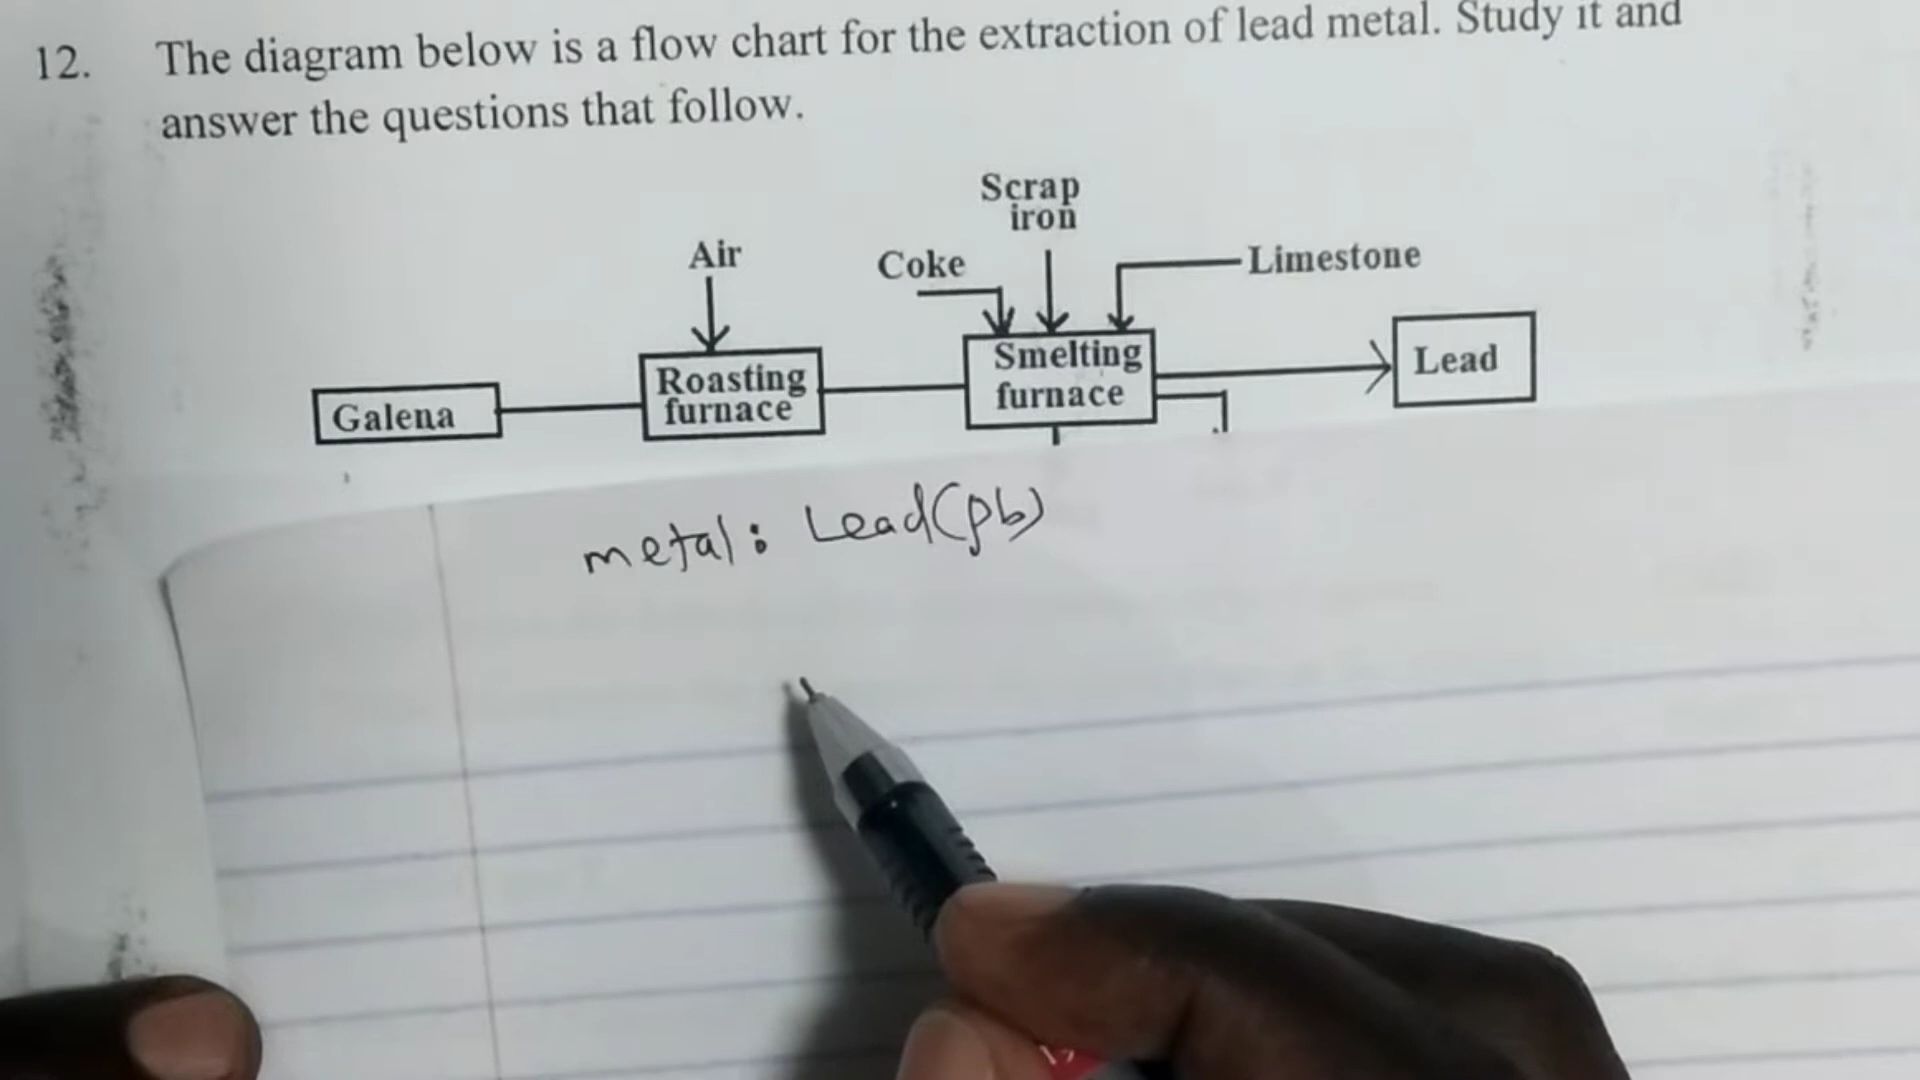 12. The diagram below is a flow chart for the extraction of lead metal. Study it and
answer the questions that follow.
Scrap
iron
Air
Coke
Limestone
Smelting
furnace
Lead
Roasting
furnace
Galena
metal: Lead(pb)